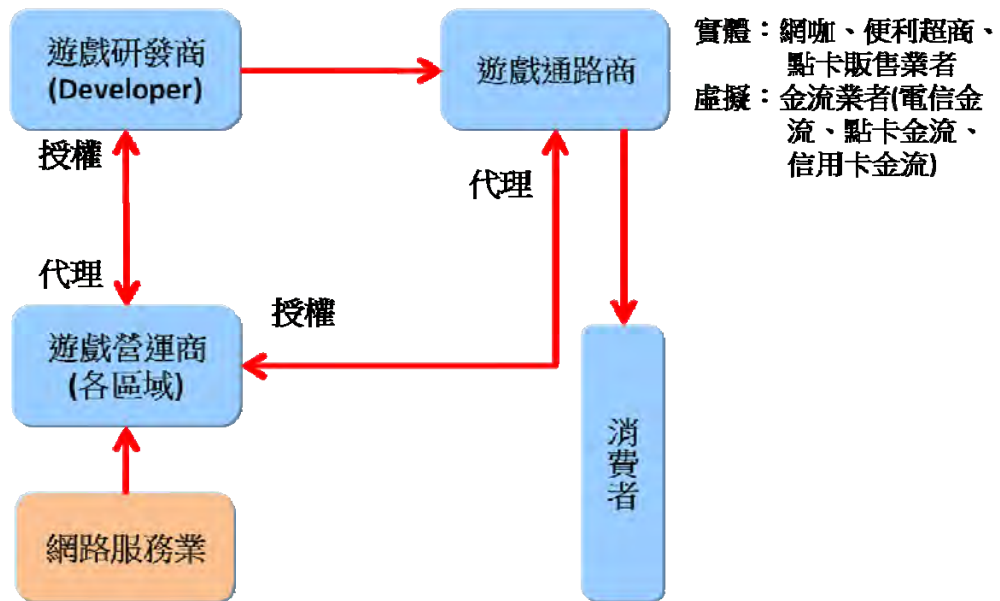 遊戲研發商
(Developer)
遊戲通路商
實體：網咖、便利超商、
點卡販售業者
虛擬：金流業者(電信金
流、點卡金流、
信用卡金流)
授權
代理
代理
授權
遊戲營運商
(各區域)
消費者
網路服務業